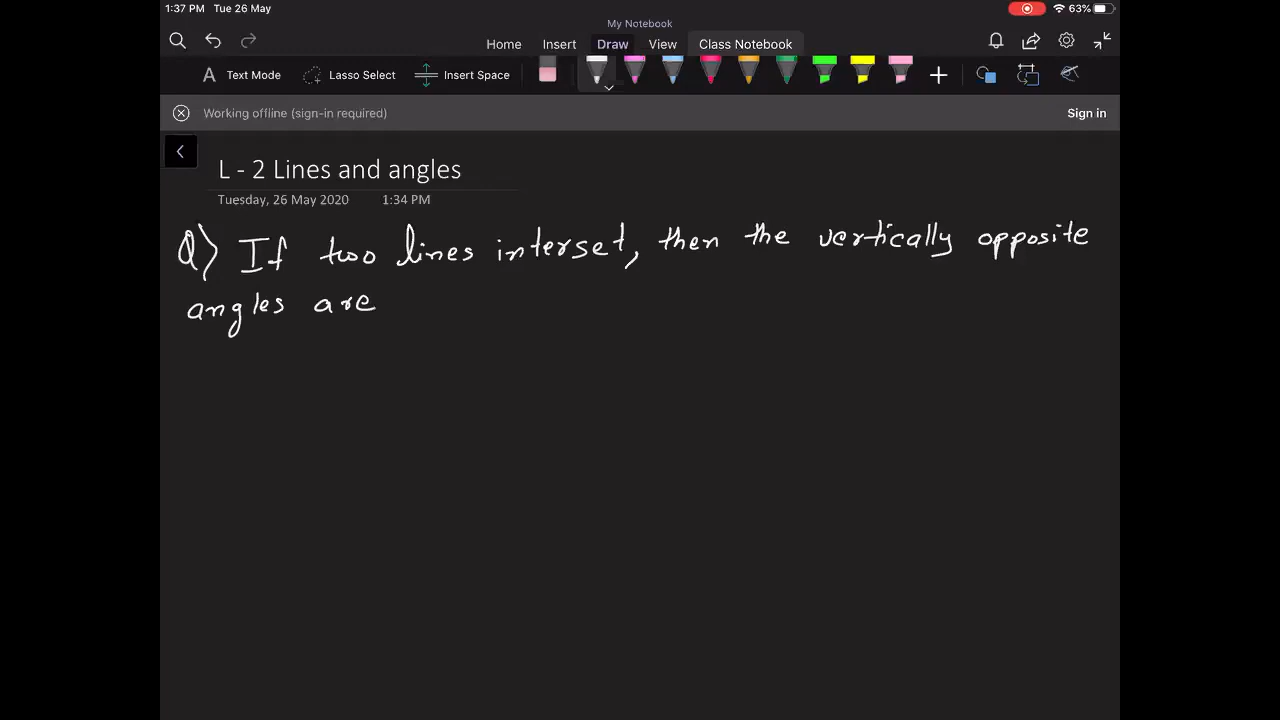 1:37 PM Tue 26 May 63%
My Notebook
Home Insert Draw View Class Notebook
A Text Mode Lasso Select Insert Space
Working offline (sign-in required) Sign in
L - 2 Lines and angles
Tuesday, 26 May 2020 1:34 PM
Q) If two lines interset, then the vertically opposite
angles are